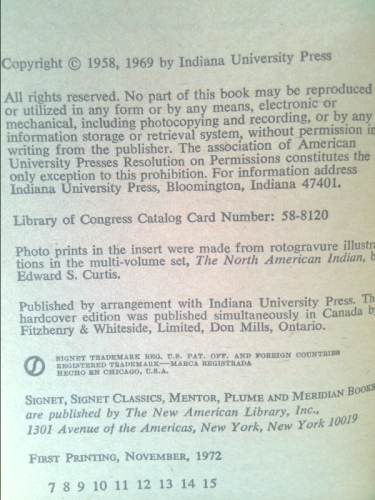 Copyright © 1958, 1969 by Indiana University Press
All rights reserved. No part of this book may be reproduced
or utilized in any form or by any means, electronic or
mechanical, including photocopying and recording, or by any
information storage or retrieval system, without permission in
writing from the publisher. The association of American
University Presses Resolution on Permissions constitutes the
only exception to this prohibition. For information address
Indiana University Press, Bloomington, Indiana 47401.
Library of Congress Catalog Card Number: 58-8120
Photo prints in the insert were made from rotogravure illustra
tions in the multi-volume set, The North American Indian, b
Edward S. Curtis.
Published by arrangement with Indiana University Press. Th
hardcover edition was published simultaneously in Canada by
Fitzhenry & Whiteside, Limited, Don Mills, Ontario.
SIGNET TRADEMARK REG. U.S. PAT. OFF. AND FOREIGN COUNTRIES
REGISTERED TRADEMARK—MARCA REGISTRADA
HECHO EN CHICAGO, U.S.A.
SIGNET, SIGNET CLASSICS, MENTOR, PLUME AND MERIDIAN BOOKS
are published by The New American Library, Inc.,
1301 Avenue of the Americas, New York, New York 10019
FIRST PRINTING, NOVEMBER, 1972
7 8 9 10 11 12 13 14 15